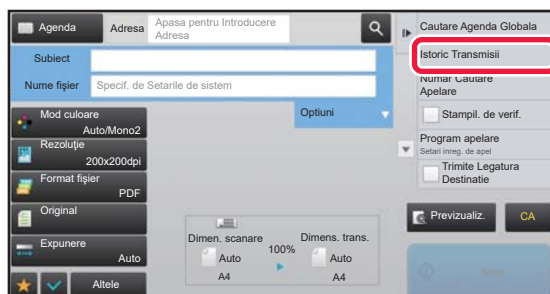 Agenda
Adresa
Apasa pentru Introducere
Adresa
Subiect
Nume fişier
Specif. de Setarile de sistem
Optiuni
Mod culoare
Auto/Mono2
Rezoluţie
200x200dpi
Format fişier
PDF
Original
Expunere
Auto
Altele
Dimen. scanare
100%
Dimens. trans.
Auto
A4
Auto
A4
Cautare Agenda Globala
Istoric Transmisii
Numar Cautare
Apelare
Stampil. de verif.
Program apelare
Setari inreg. de apel
Trimite Legatura
Destinatie
Previzualiz.
CA
Start